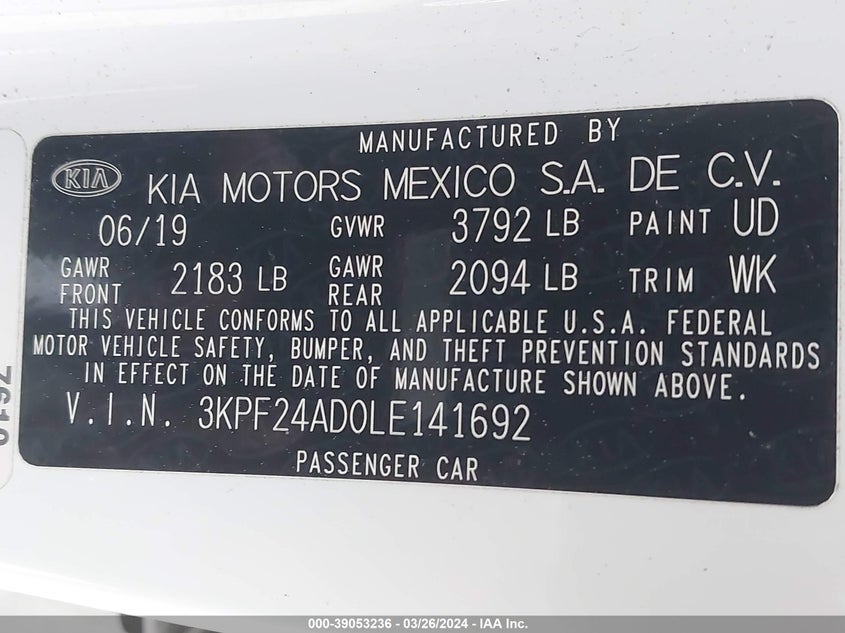 MANUFACTURED BY
KIA KIA MOTORS MEXICO S.A. DE C.V.
06/19 GVWR 3792 LB PAINT UD
GAWR FRONT 2183 LB GAWR REAR 2094 LB TRIM WK
THIS VEHICLE CONFORMS TO ALL APPLICABLE U.S.A. FEDERAL
MOTOR VEHICLE SAFETY, BUMPER, AND THEFT PREVENTION STANDARDS
IN EFFECT ON THE DATE OF MANUFACTURE SHOWN ABOVE.
V.I.N. 3KPF24AD0LE141692
PASSENGER CAR
000-39053236 - 03/26/2024 - IAA Inc.